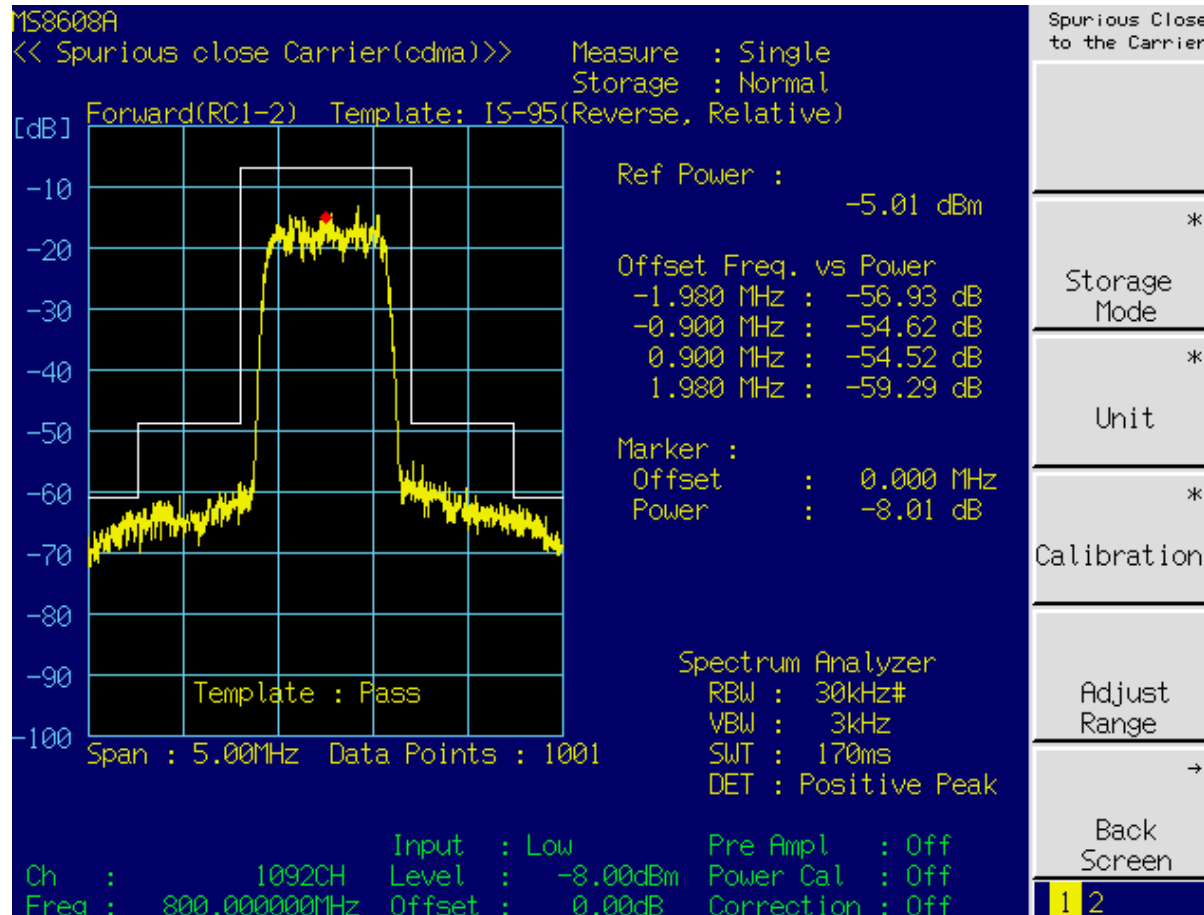 MS8608A
<< Spurious close Carrier(cdma)>>
Measure : Single
Storage : Normal
Forward(RC1-2) Template: IS-95(Reverse, Relative)
[dB]
-10
-20
-30
-40
-50
-60
-70
-80
-90
-100
Template : Pass
Span : 5.00MHz Data Points : 1001
Ref Power :
-5.01 dBm
Offset Freq. vs Power
-1.980 MHz : -56.93 dB
-0.900 MHz : -54.62 dB
0.900 MHz : -54.52 dB
1.980 MHz : -59.29 dB
Marker :
Offset : 0.000 MHz
Power : -8.01 dB
Spectrum Analyzer
RBW : 30kHz#
VBW : 3kHz
SWT : 170ms
DET : Positive Peak
Input : Low Pre Ampl : Off
Ch : 1092CH Level : -8.00dBm Power Cal : Off
Freq : 800.000000MHz Offset : 0.00dB Correction : Off
Spurious Close
to the Carrier
*
Storage
Mode
*
Unit
*
Calibration
Adjust
Range
→
Back
Screen
1 2